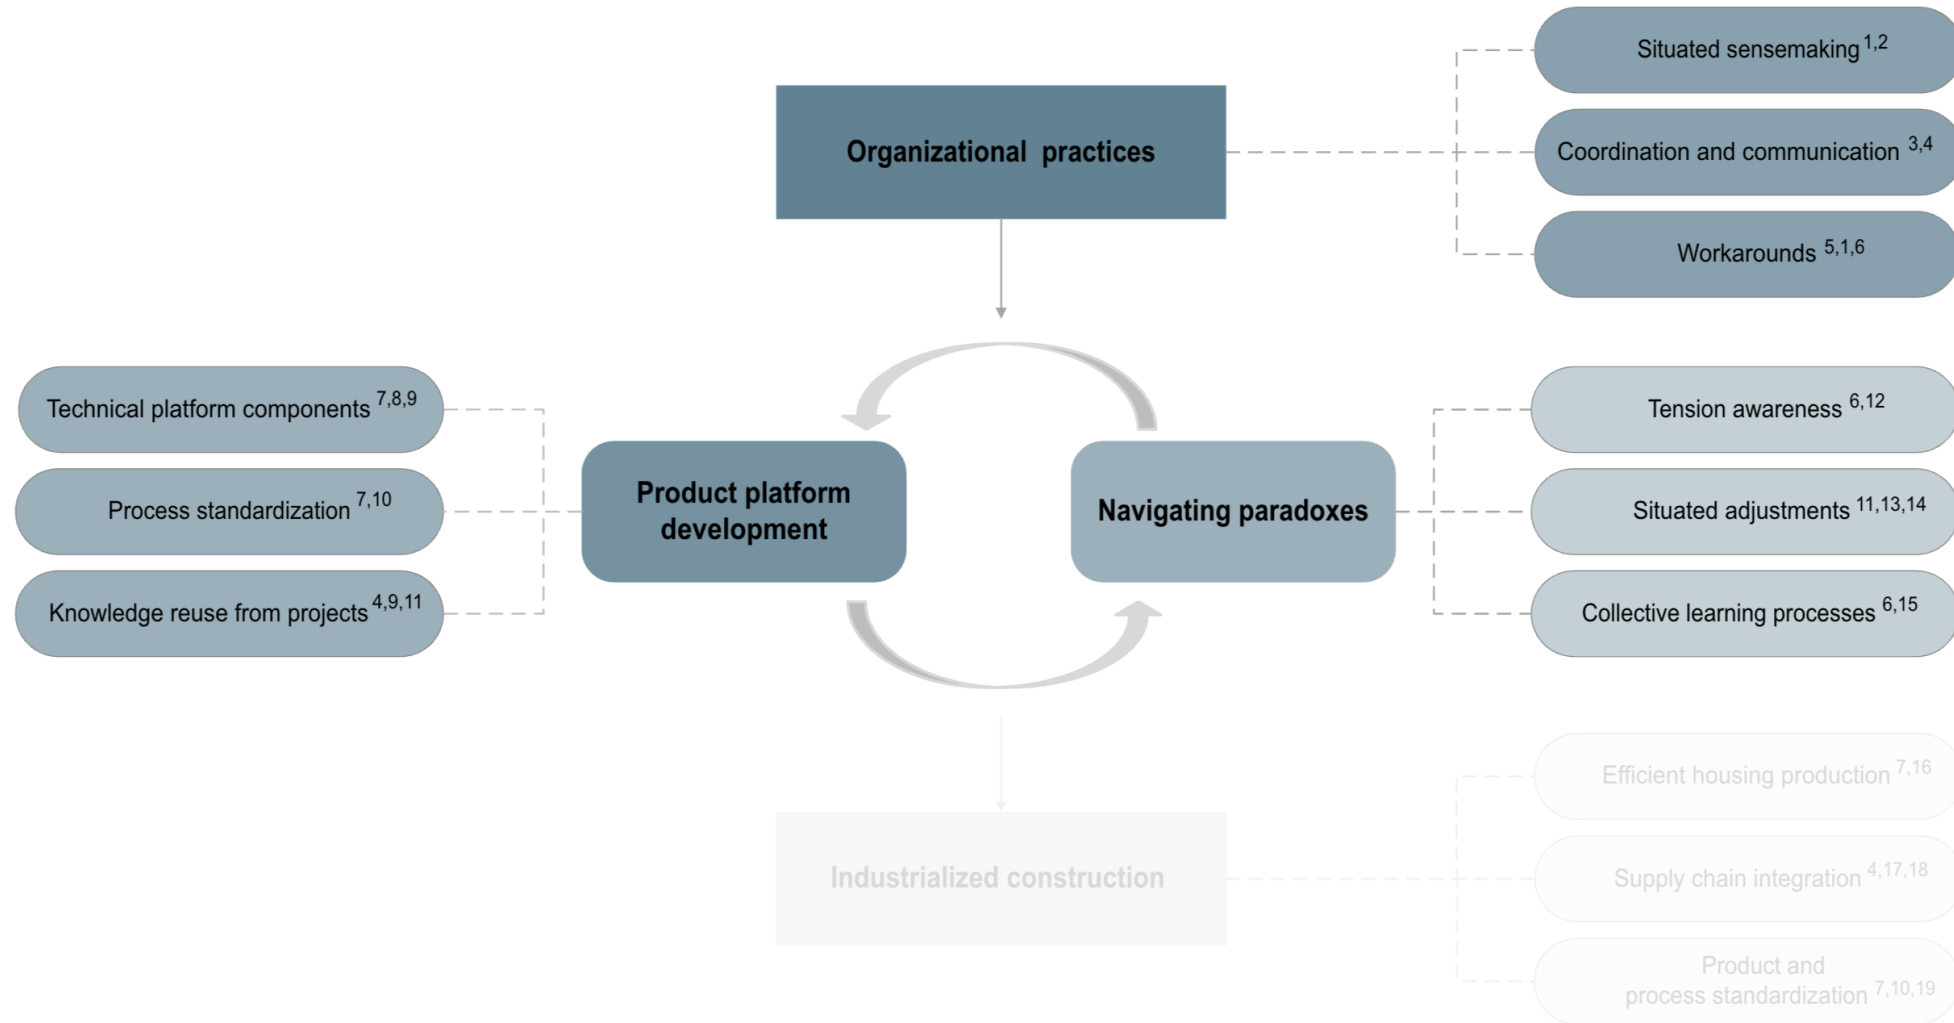 Situated sensemaking 1,2
Organizational practices
Coordination and communication 3,4
Workarounds 5,1,6
Technical platform components 7,8,9
Process standardization 7,10
Knowledge reuse from projects 4,9,11
Product platform
development
Navigating paradoxes
Tension awareness 6,12
Situated adjustments 11,13,14
Collective learning processes 6,15
Industrialized construction
Efficient housing production 7,16
Supply chain integration 4,17,18
Product and
process standardization 7,10,19